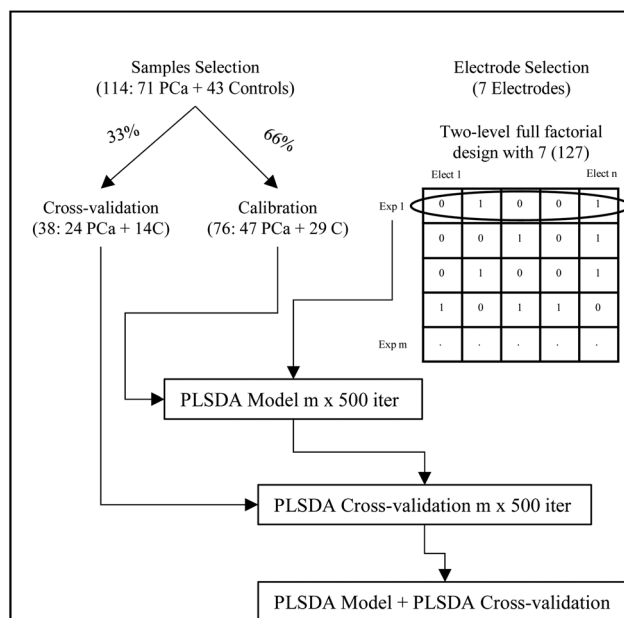 Samples Selection
(114: 71 PCa + 43 Controls)
33%
66%
Cross-validation
(38: 24 PCa + 14C)
Calibration
(76: 47 PCa + 29 C)
Electrode Selection
(7 Electrodes)
Two-level full factorial
design with 7 (127)
Elect 1
Elect n
Exp 1
0 1 0 0 1
0 0 1 0 1
0 1 0 0 1
1 0 1 1 0
Exp m
. . . . .
PLSDA Model m x 500 iter
PLSDA Cross-validation m x 500 iter
PLSDA Model + PLSDA Cross-validation